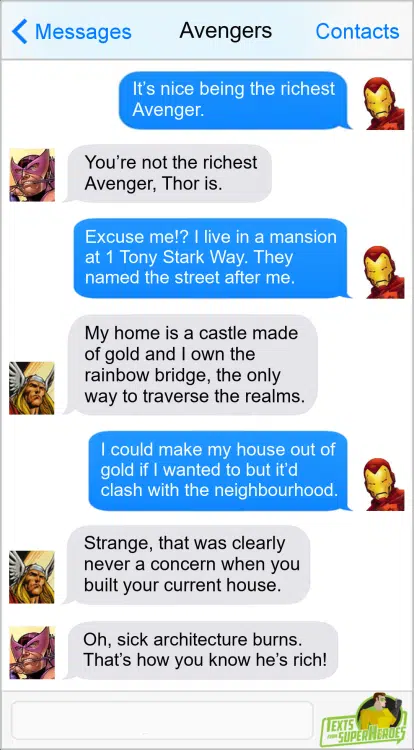 Messages
Avengers
Contacts
It’s nice being the richest
Avenger.
You’re not the richest
Avenger, Thor is.
Excuse me!? I live in a mansion
at 1 Tony Stark Way. They
named the street after me.
My home is a castle made
of gold and I own the
rainbow bridge, the only
way to traverse the realms.
I could make my house out of
gold if I wanted to but it’d
clash with the neighbourhood.
Strange, that was clearly
never a concern when you
built your current house.
Oh, sick architecture burns.
That’s how you know he’s rich!
TEXTS
FROM SUPERHEROES